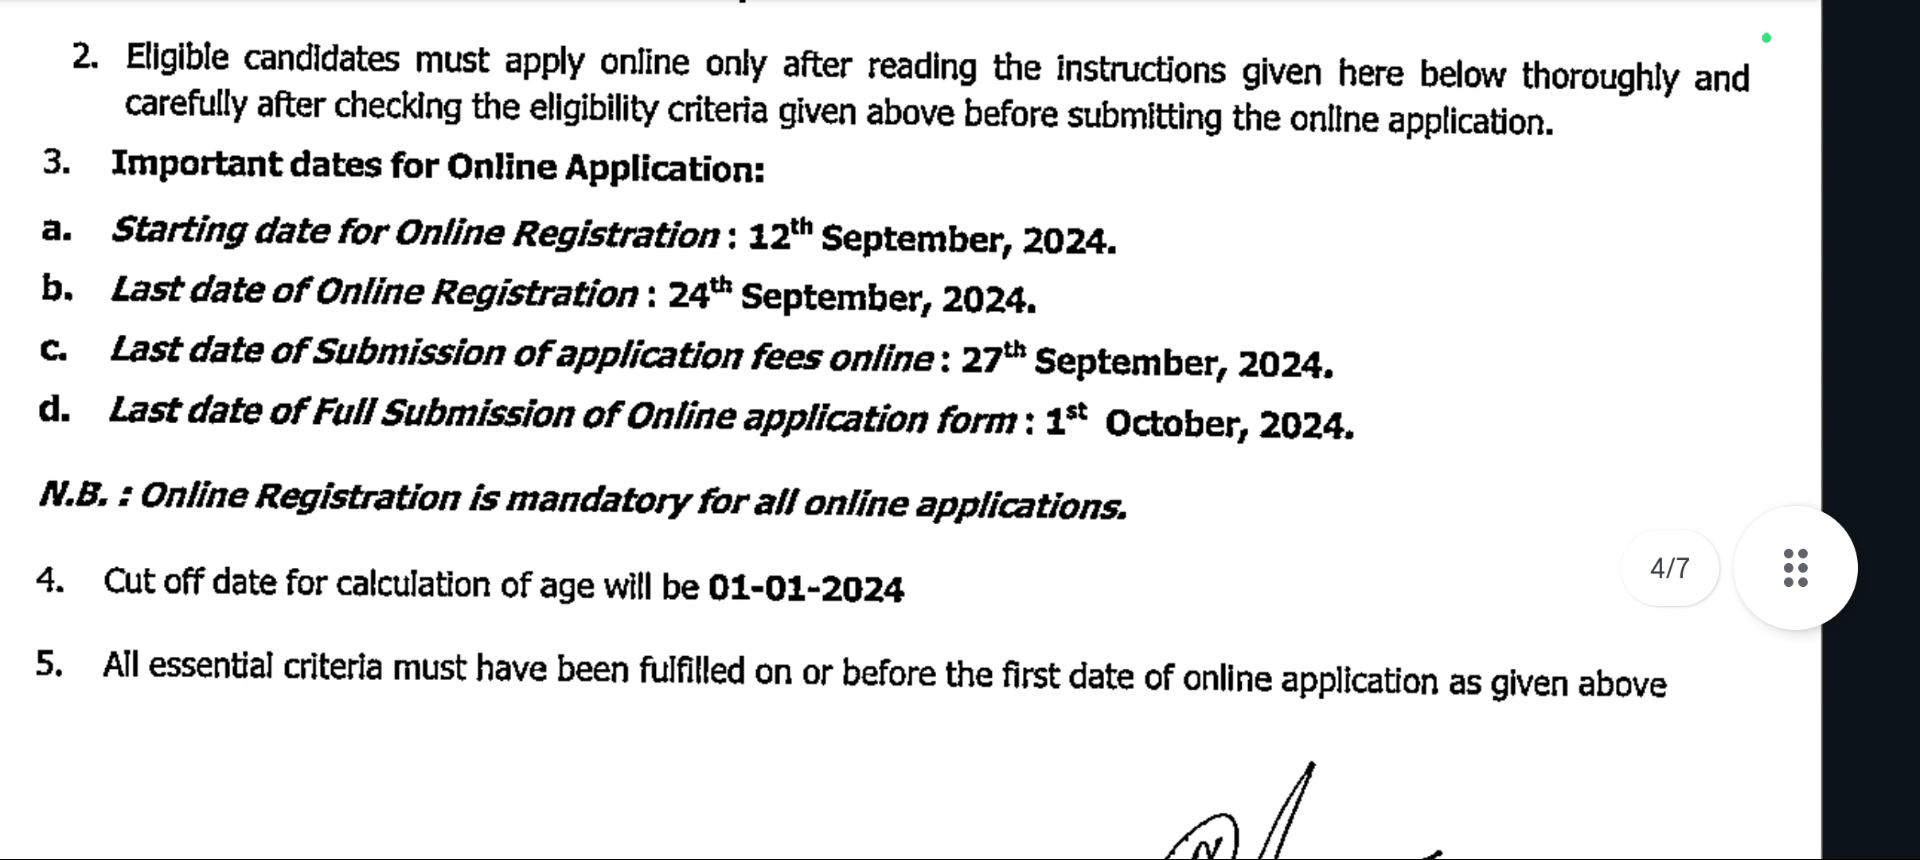 2. Eligible candidates must apply online only after reading the instructions given here below thoroughly and
carefully after checking the eligibility criteria given above before submitting the online application.
3. Important dates for Online Application:
a. Starting date for Online Registration : 12th September, 2024.
b. Last date of Online Registration : 24th September, 2024.
c. Last date of Submission of application fees online : 27th September, 2024.
d. Last date of Full Submission of Online application form : 1st October, 2024.
N.B. : Online Registration is mandatory for all online applications.
4/7
4. Cut off date for calculation of age will be 01-01-2024
5. All essential criteria must have been fulfilled on or before the first date of online application as given above